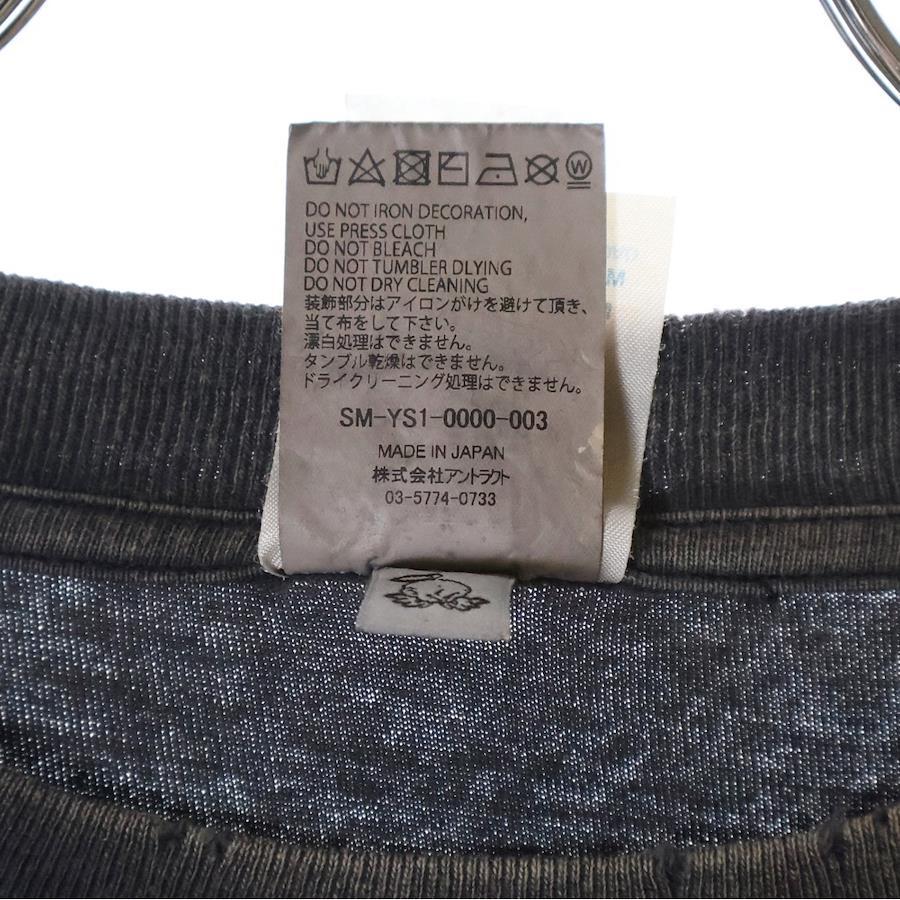 W
DO NOT IRON DECORATION,
USE PRESS CLOTH
DO NOT BLEACH
DO NOT TUMBLER DLYING
DO NOT DRY CLEANING
装飾部分はアイロンがけを避けて頂き、
当て布をして下さい。
漂白処理はできません。
タンブル乾燥はできません。
ドライクリーニング処理はできません。
SM-YS1-0000-003
MADE IN JAPAN
株式会社アントラクト
03-5774-0733